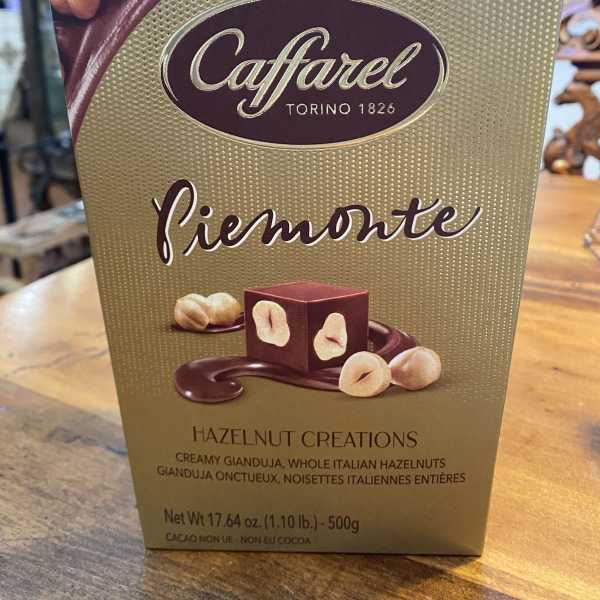 Caffarel
TORINO 1826
Piemonte
HAZELNUT CREATIONS
CREAMY GIANDUJA, WHOLE ITALIAN HAZELNUTS
GIANDUJA ONCTUEUX, NOISETTES ITALIENNES ENTIÈRES
Net Wt 17.64 oz. (1.10 lb.) - 500g
CACAO NON UE - NON-EU COCOA